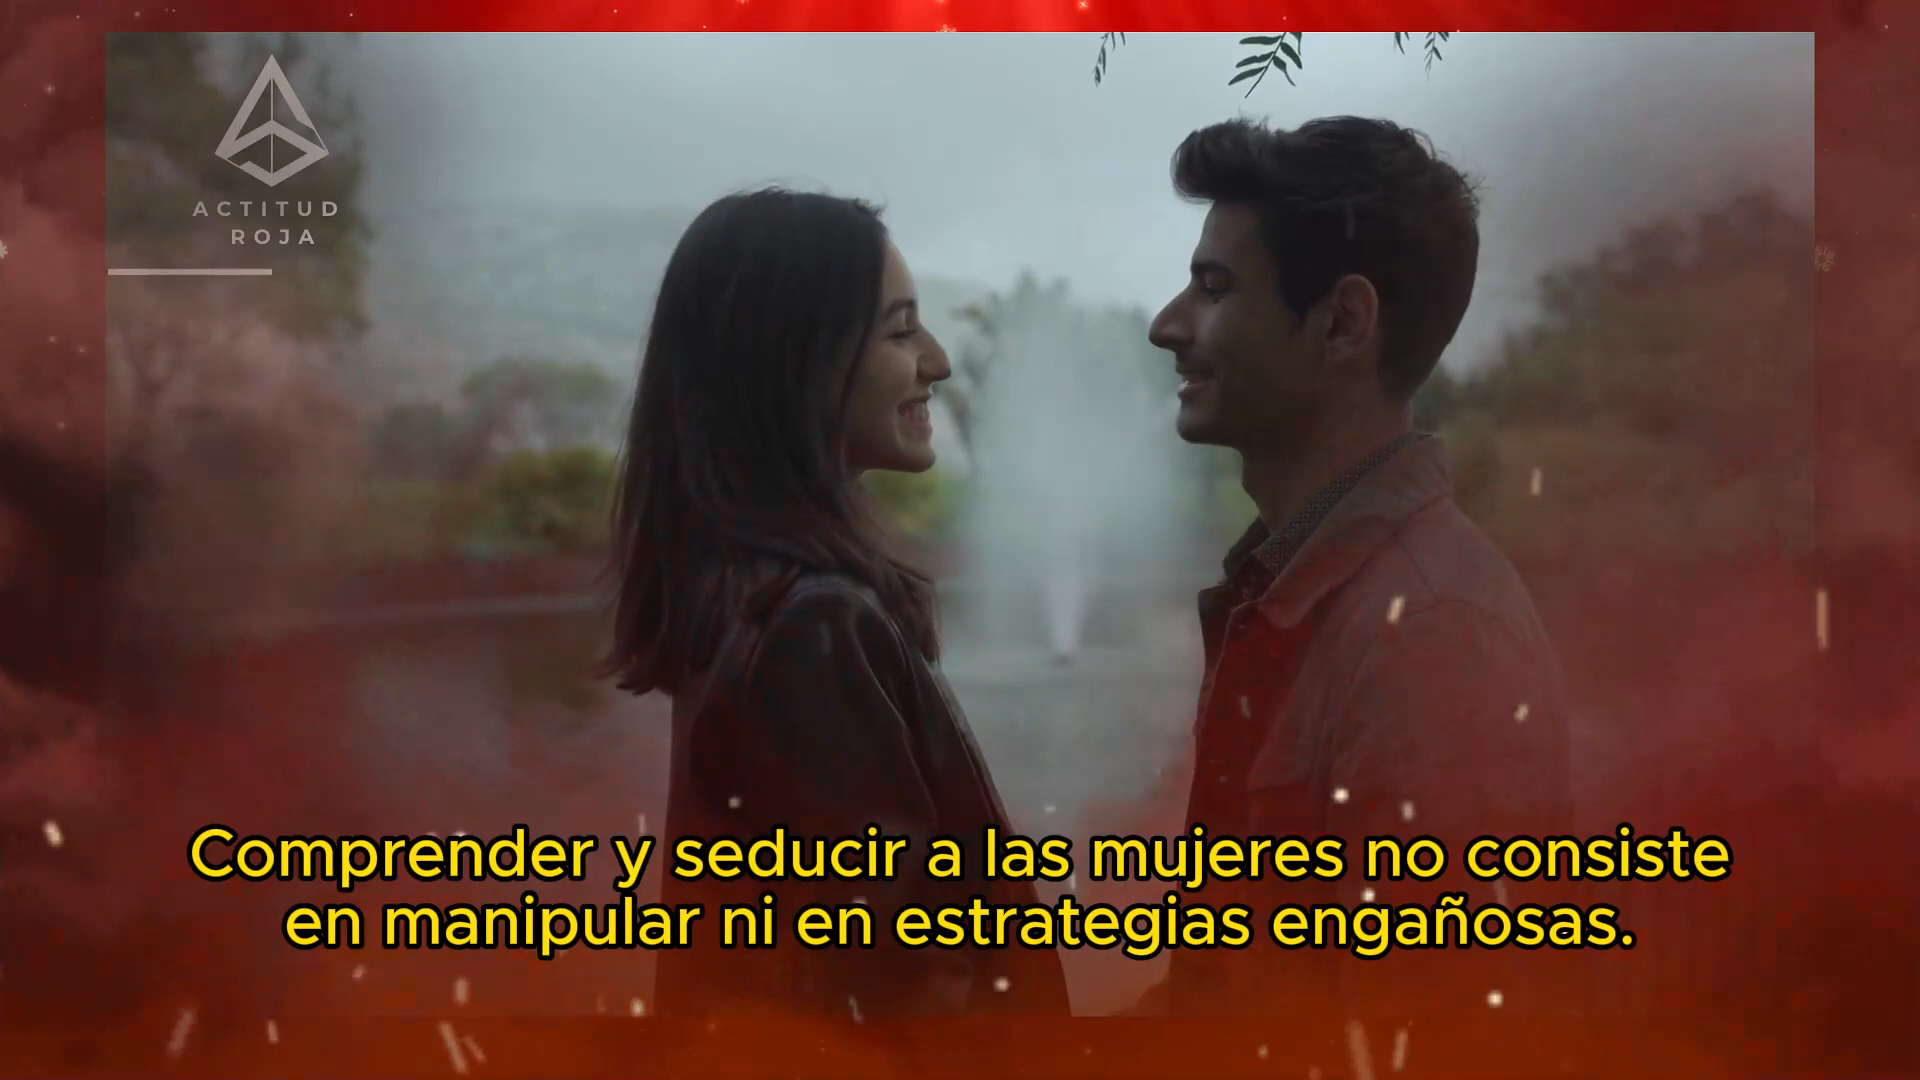 ACTITUD
ROJA
Comprender y seducir a las mujeres no consiste
en manipular ni en estrategias engañosas.